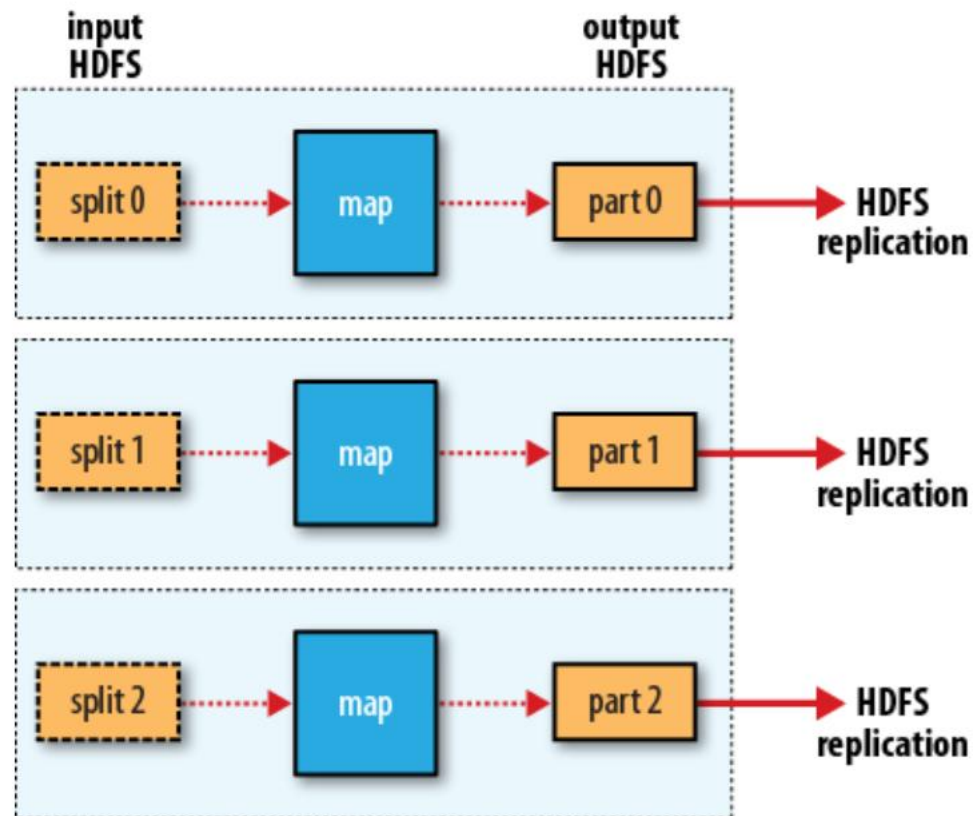 input
HDFS
output
HDFS
split 0
map
part 0
HDFS
replication
split 1
map
part 1
HDFS
replication
split 2
map
part 2
HDFS
replication